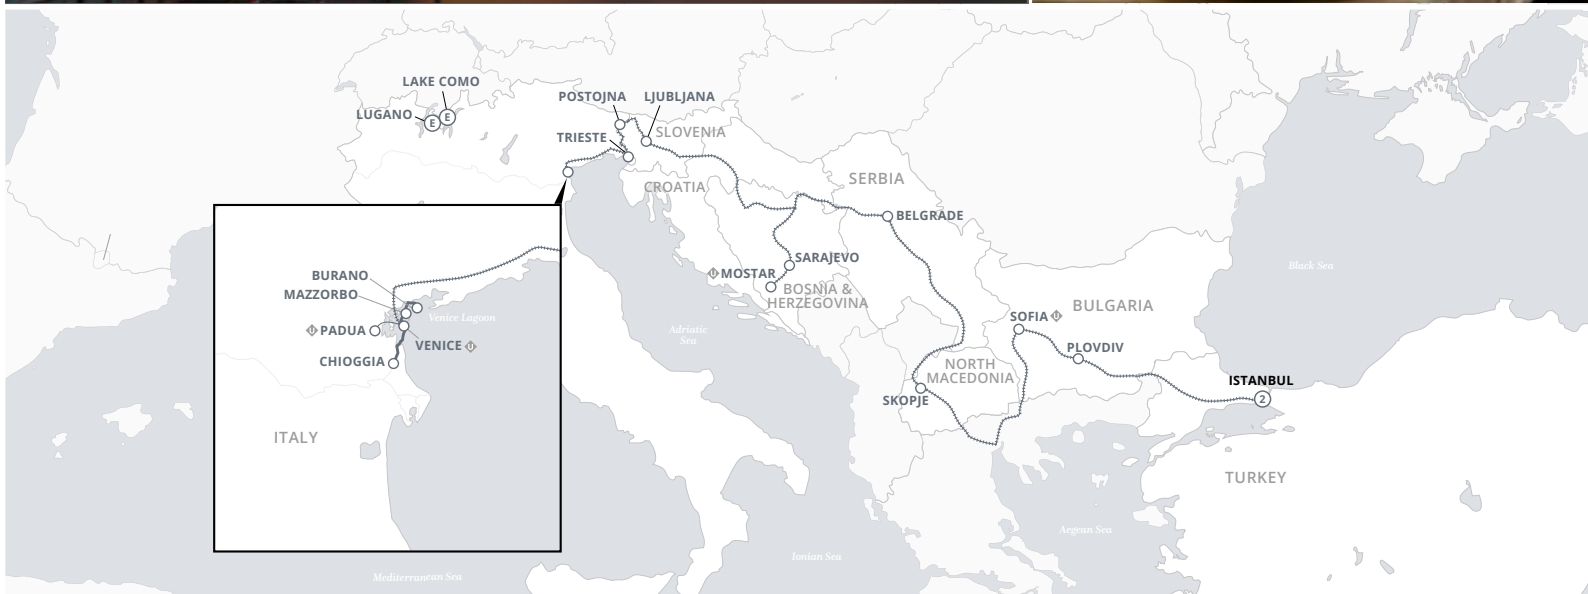 LAKE COMO
E
LUGANO
E
POSTOJNA
LJUBLJANA
TRIESTE
SLOVENIA
CROATIA
SERBIA
BELGRADE
SARAJEVO
U MOSTAR
BOSNIA &
HERZEGOVINA
Black Sea
BULGARIA
SOFIA U
PLOVDIV
NORTH
MACEDONIA
SKOPJE
ISTANBUL
2
TURKEY
BURANO
MAZZORBO
Venice Lagoon
U PADUA
VENICE U
CHIOGGIA
ITALY
Adriatic
Sea
Aegean Sea
Ionian Sea
Mediterranean Sea